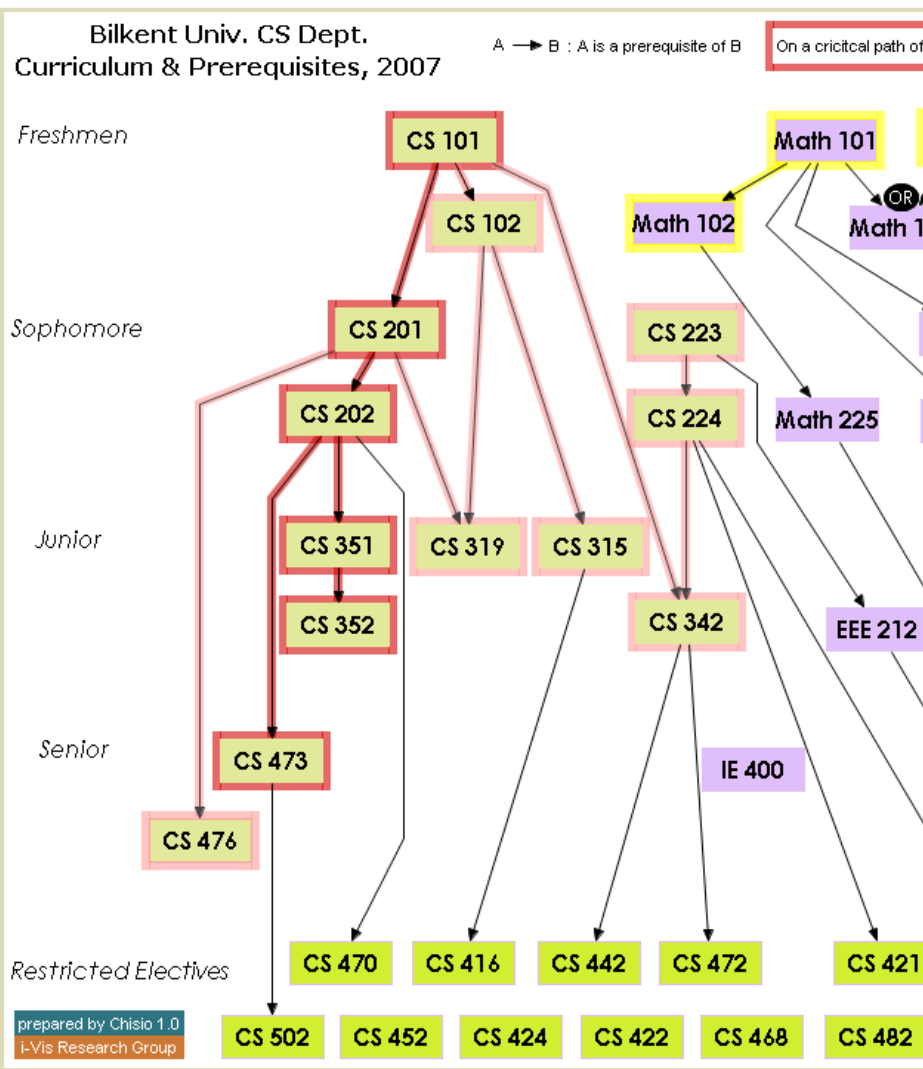 Bilkent Univ. CS Dept.
Curriculum & Prerequisites, 2007
A → B : A is a prerequisite of B
On a cricitcal path of
Freshmen
CS 101
Math 101
OR
CS 102
Math 102
Math 1
Sophomore
CS 201
CS 223
CS 202
CS 224
Math 225
Junior
CS 351
CS 319
CS 315
CS 352
CS 342
EEE 212
Senior
CS 473
IE 400
CS 476
Restricted Electives
CS 470
CS 416
CS 442
CS 472
CS 421
prepared by Chisio 1.0
i-Vis Research Group
CS 502
CS 452
CS 424
CS 422
CS 468
CS 482